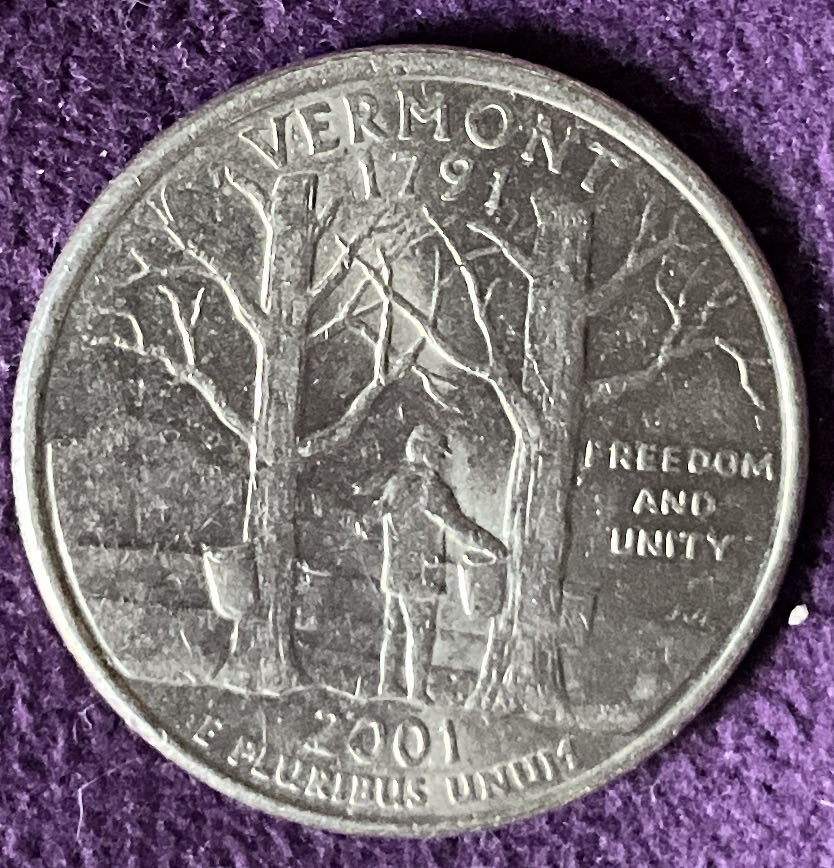 VERMONT
1791
FREEDOM
AND
UNITY
2001
E PLURIBUS UNUM